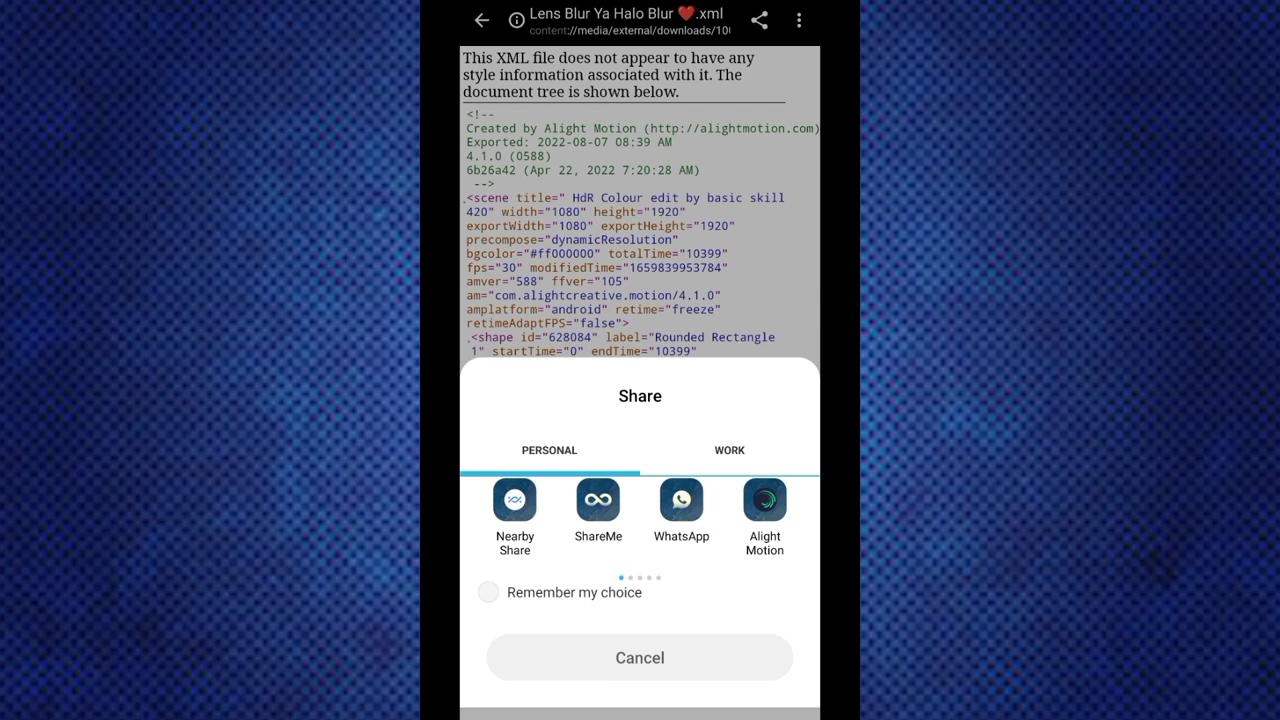 Lens Blur Ya Halo Blur ❤️.xml
content://media/external/downloads/10
This XML file does not appear to have any
style information associated with it. The
document tree is shown below.
<!--
Created by Alight Motion (http://alightmotion.com)
Exported: 2022-08-07 08:39 AM
4.1.0 (0588)
6b26a42 (Apr 22, 2022 7:20:28 AM)
-->
<scene title=" HdR Colour edit by basic skill
420" width="1080" height="1920"
exportWidth="1080" exportHeight="1920"
precompose="dynamicResolution"
bgcolor="#ff000000" totalTime="10399"
fps="30" modifiedTime="1659839953784"
amver="588" ffver="105"
am="com.alightcreative.motion/4.1.0"
amplatform="android" retime="freeze"
retimeAdaptFPS="false">
<shape id="628084" label="Rounded Rectangle
1" startTime="0" endTime="10399"
Share
PERSONAL WORK
Nearby Share
ShareMe
WhatsApp
Alight Motion
Remember my choice
Cancel